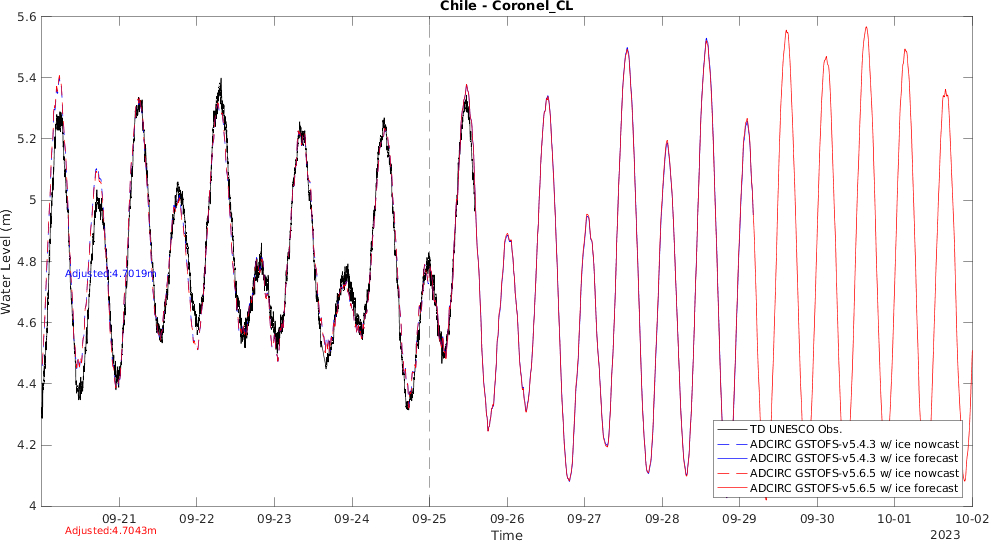 Chile - Coronel_CL
5.6
5.4
5.2
5
4.8
4.6
4.4
4.2
4
Water Level (m)
Adjusted:4.7019m
TD UNESCO Obs.
ADCIRC GSTOFS-v5.4.3 w/ ice nowcast
ADCIRC GSTOFS-v5.4.3 w/ ice forecast
ADCIRC GSTOFS-v5.6.5 w/ ice nowcast
ADCIRC GSTOFS-v5.6.5 w/ ice forecast
09-21 09-22 09-23 09-24 09-25 09-26 09-27 09-28 09-29 09-30 10-01 10-02
Adjusted:4.7043m
Time
2023